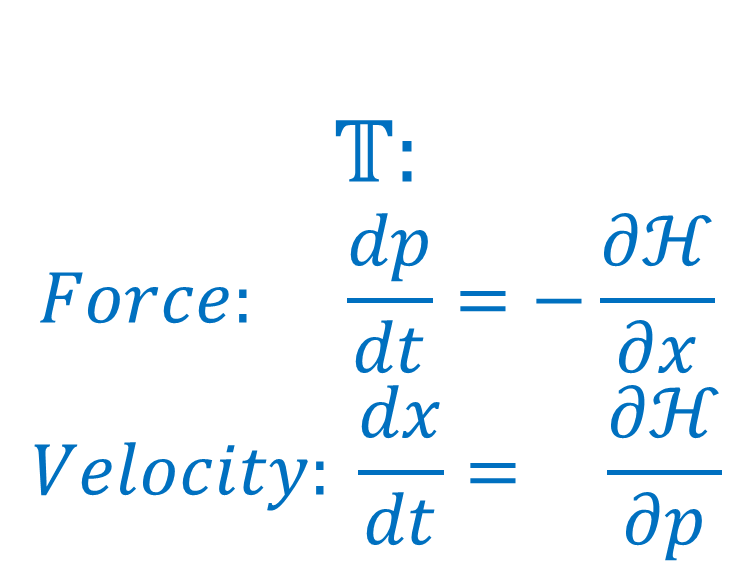 𝕋:
Force: dp/dt = − ∂ℋ/∂x
Velocity: dx/dt = ∂ℋ/∂p